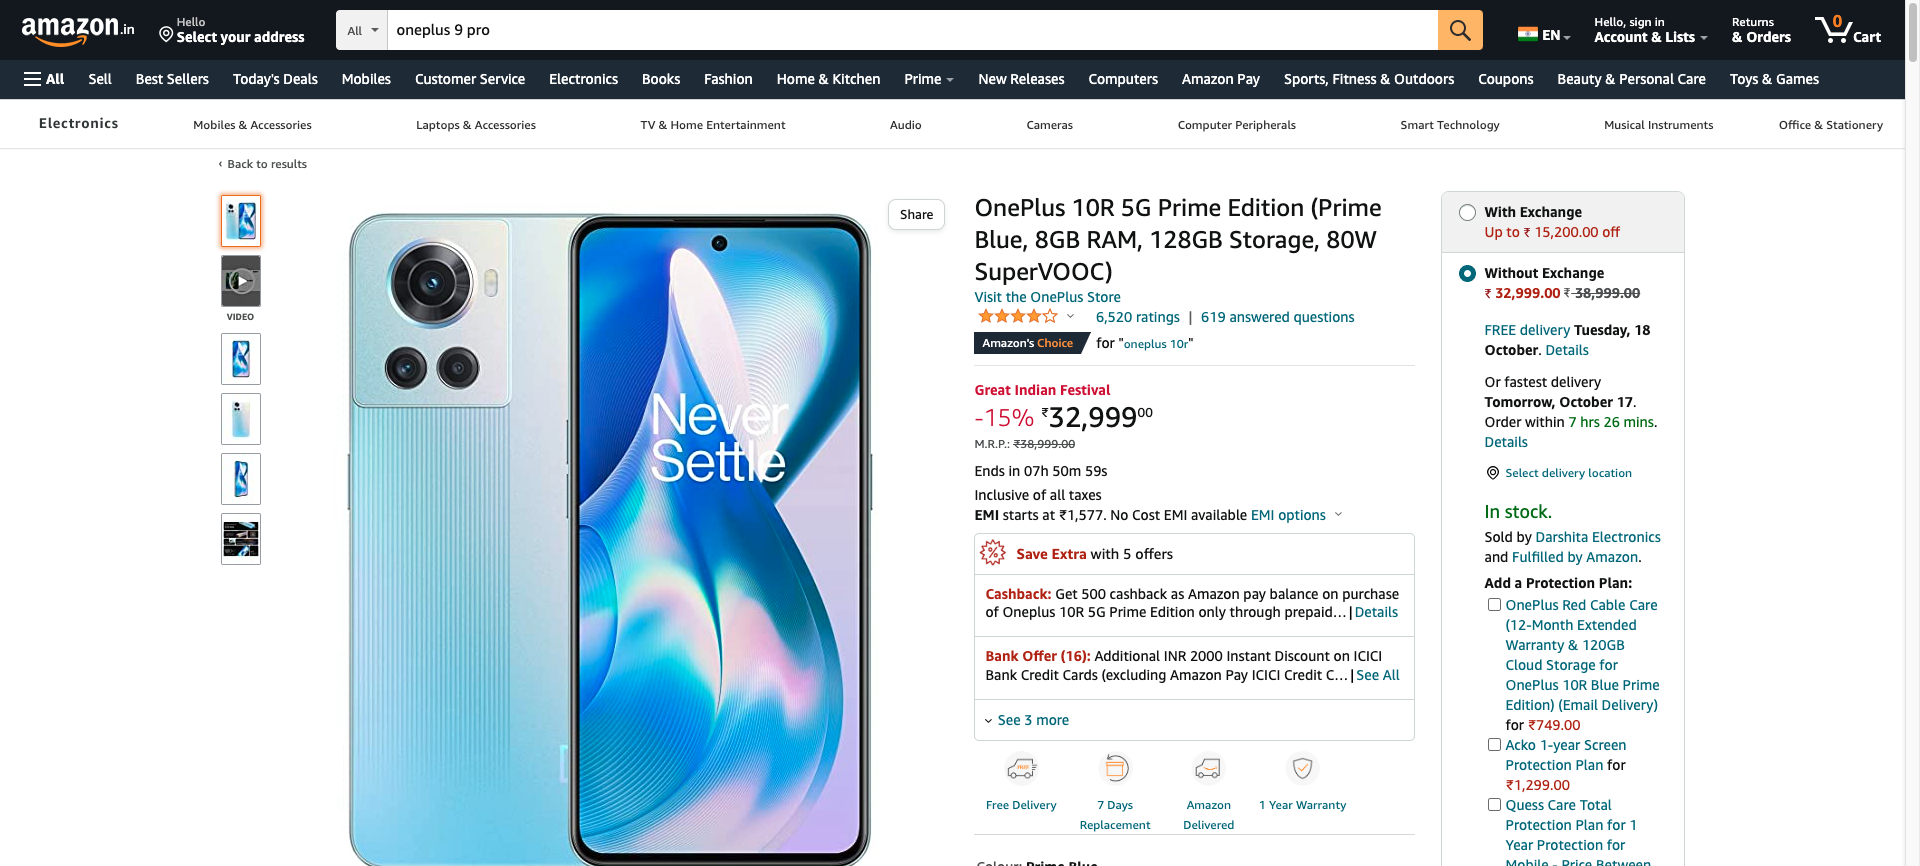 amazon.in
Hello
Select your address
All
oneplus 9 pro
EN
Hello, sign in
Account & Lists
Returns
& Orders
0
Cart
All
Sell
Best Sellers
Today's Deals
Mobiles
Customer Service
Electronics
Books
Fashion
Home & Kitchen
Prime
New Releases
Computers
Amazon Pay
Sports, Fitness & Outdoors
Coupons
Beauty & Personal Care
Toys & Games
Electronics
Mobiles & Accessories
Laptops & Accessories
TV & Home Entertainment
Audio
Cameras
Computer Peripherals
Smart Technology
Musical Instruments
Office & Stationery
‹ Back to results
VIDEO
Never
Settle
Share
OnePlus 10R 5G Prime Edition (Prime
Blue, 8GB RAM, 128GB Storage, 80W
SuperVOOC)
Visit the OnePlus Store
6,520 ratings | 619 answered questions
Amazon's Choice for "oneplus 10r"
Great Indian Festival
-15% ₹32,99900
M.R.P.: ₹38,999.00
Ends in 07h 50m 59s
Inclusive of all taxes
EMI starts at ₹1,577. No Cost EMI available EMI options
Save Extra with 5 offers
Cashback: Get 500 cashback as Amazon pay balance on purchase
of Oneplus 10R 5G Prime Edition only through prepaid… | Details
Bank Offer (16): Additional INR 2000 Instant Discount on ICICI
Bank Credit Cards (excluding Amazon Pay ICICI Credit C… | See All
See 3 more
Free Delivery
7 Days
Replacement
Amazon
Delivered
1 Year Warranty
Colour: Prime Blue
With Exchange
Up to ₹ 15,200.00 off
Without Exchange
₹ 32,999.00 ₹ 38,999.00
FREE delivery Tuesday, 18
October. Details
Or fastest delivery
Tomorrow, October 17.
Order within 7 hrs 26 mins.
Details
Select delivery location
In stock.
Sold by Darshita Electronics
and Fulfilled by Amazon.
Add a Protection Plan:
OnePlus Red Cable Care
(12-Month Extended
Warranty & 120GB
Cloud Storage for
OnePlus 10R Blue Prime
Edition) (Email Delivery)
for ₹749.00
Acko 1-year Screen
Protection Plan for
₹1,299.00
Quess Care Total
Protection Plan for 1
Year Protection for
Mobile - Price Between